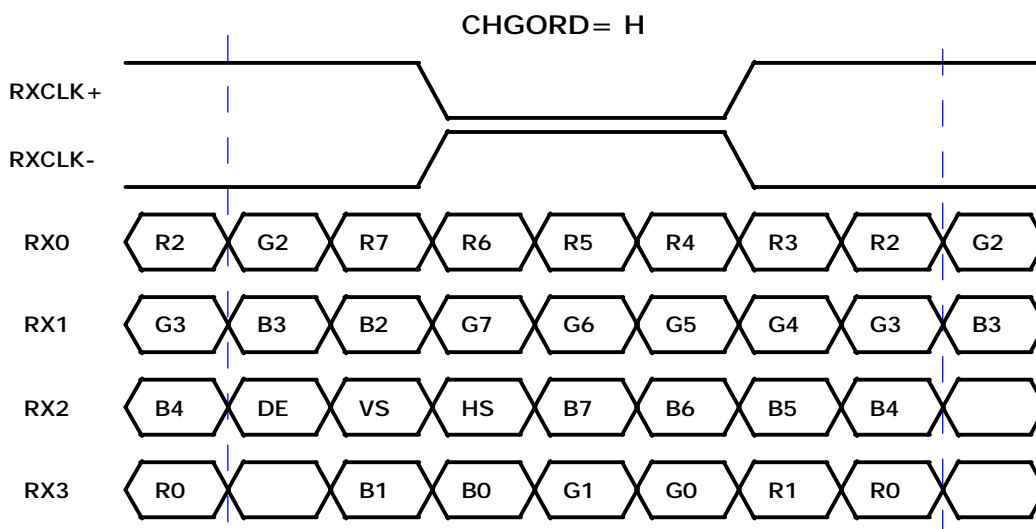 CHGORD= H
RXCLK+
RXCLK-
RX0 R2 G2 R7 R6 R5 R4 R3 R2 G2
RX1 G3 B3 B2 G7 G6 G5 G4 G3 B3
RX2 B4 DE VS HS B7 B6 B5 B4
RX3 R0 B1 B0 G1 G0 R1 R0